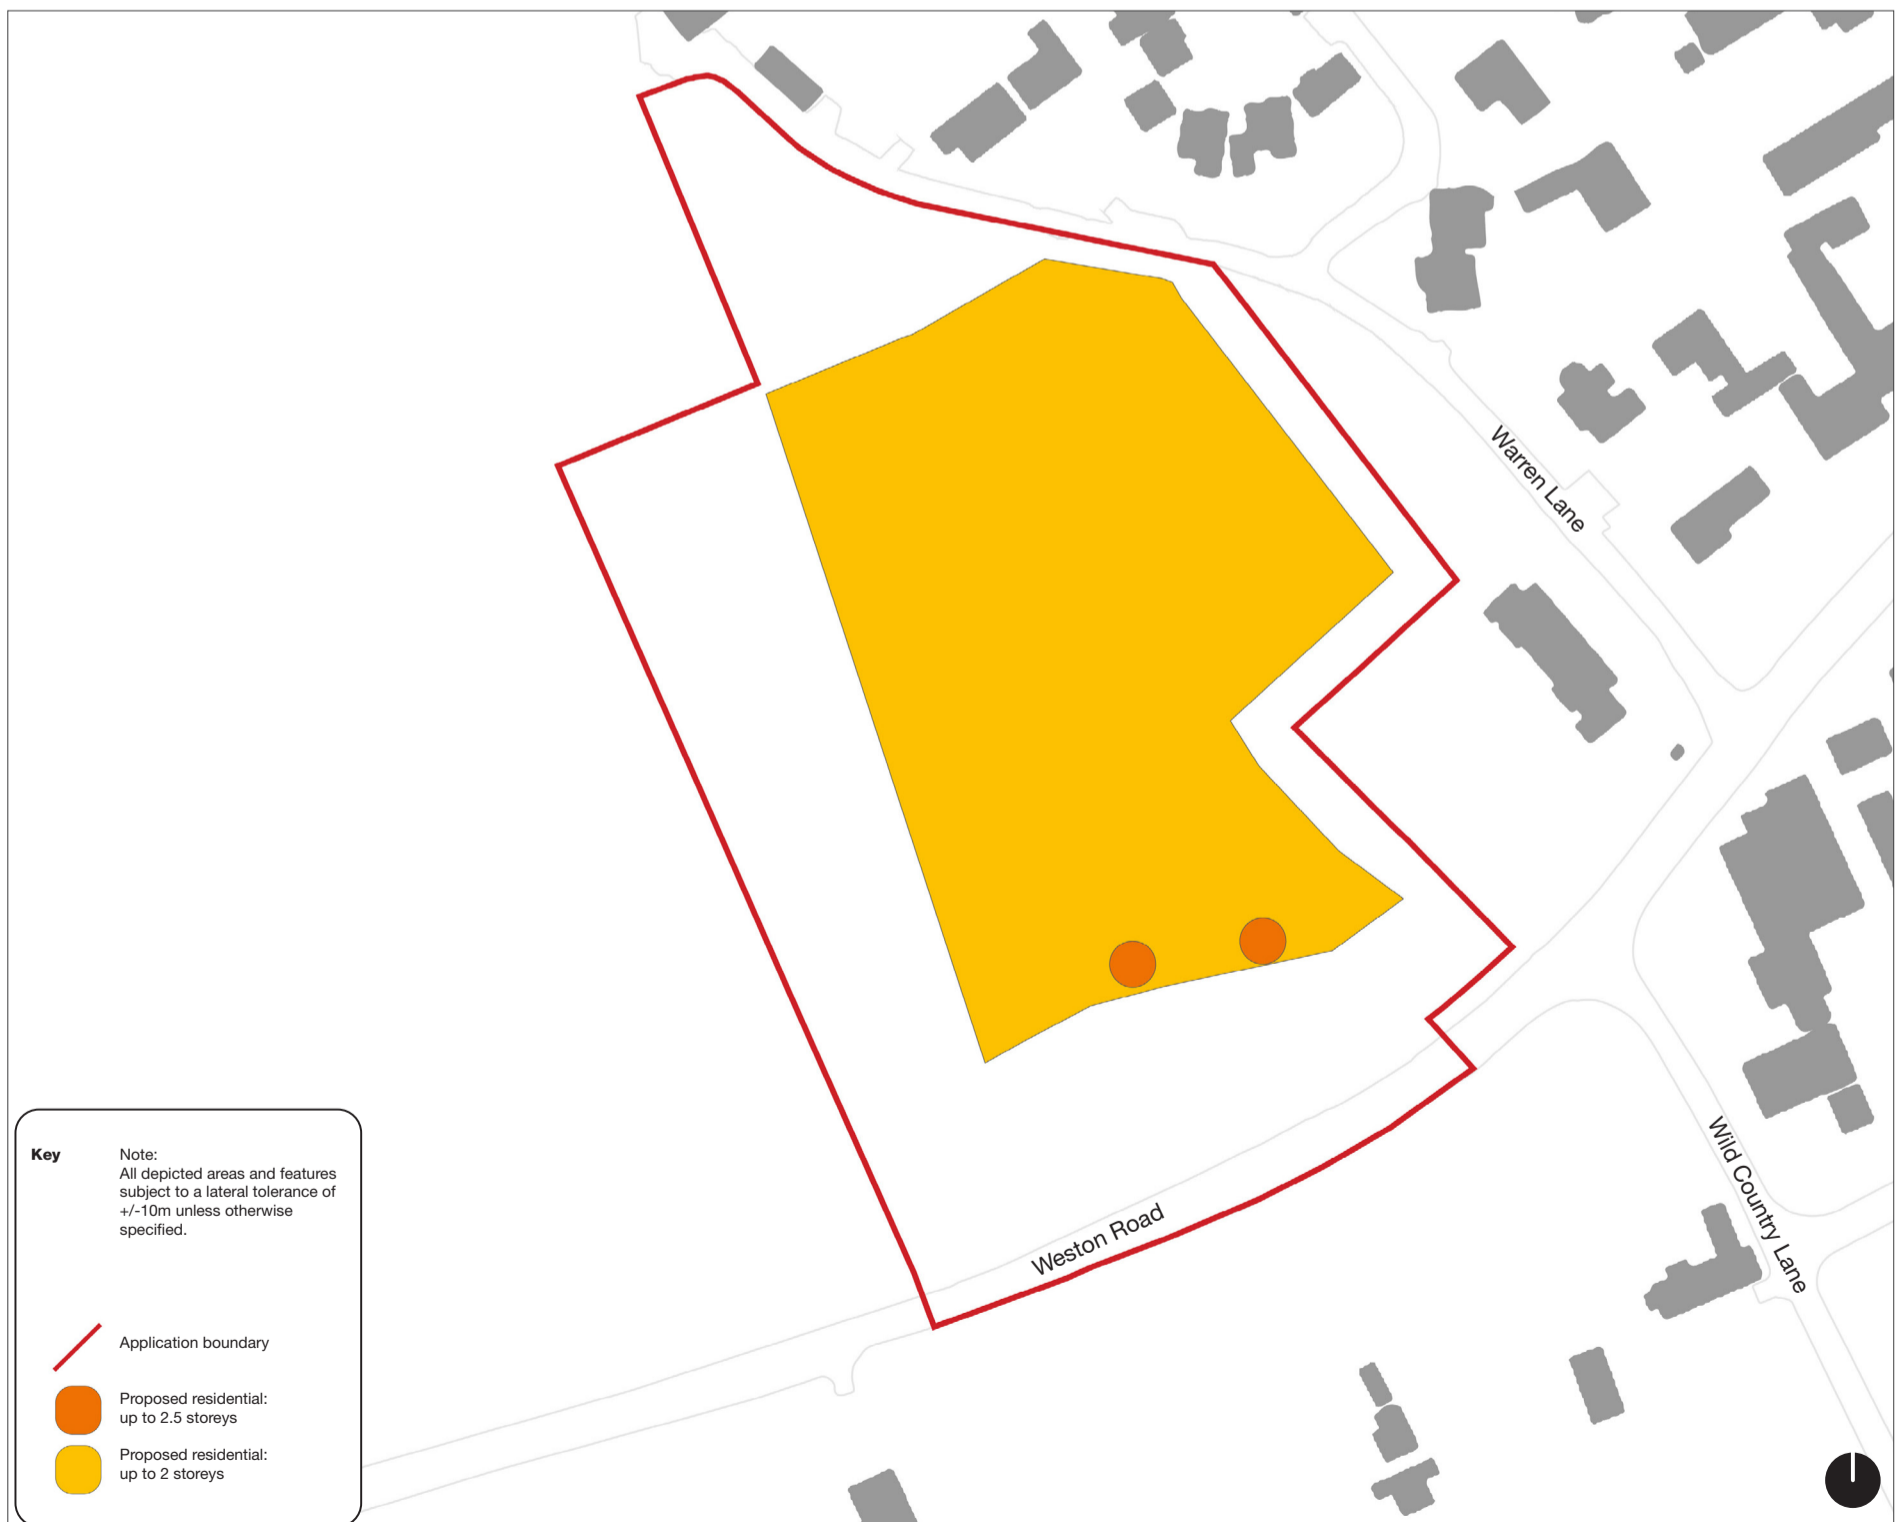 Warren Lane
Wild Country Lane
Weston Road
Key
Note:
All depicted areas and features
subject to a lateral tolerance of
+/-10m unless otherwise
specified.
Application boundary
Proposed residential:
up to 2.5 storeys
Proposed residential:
up to 2 storeys